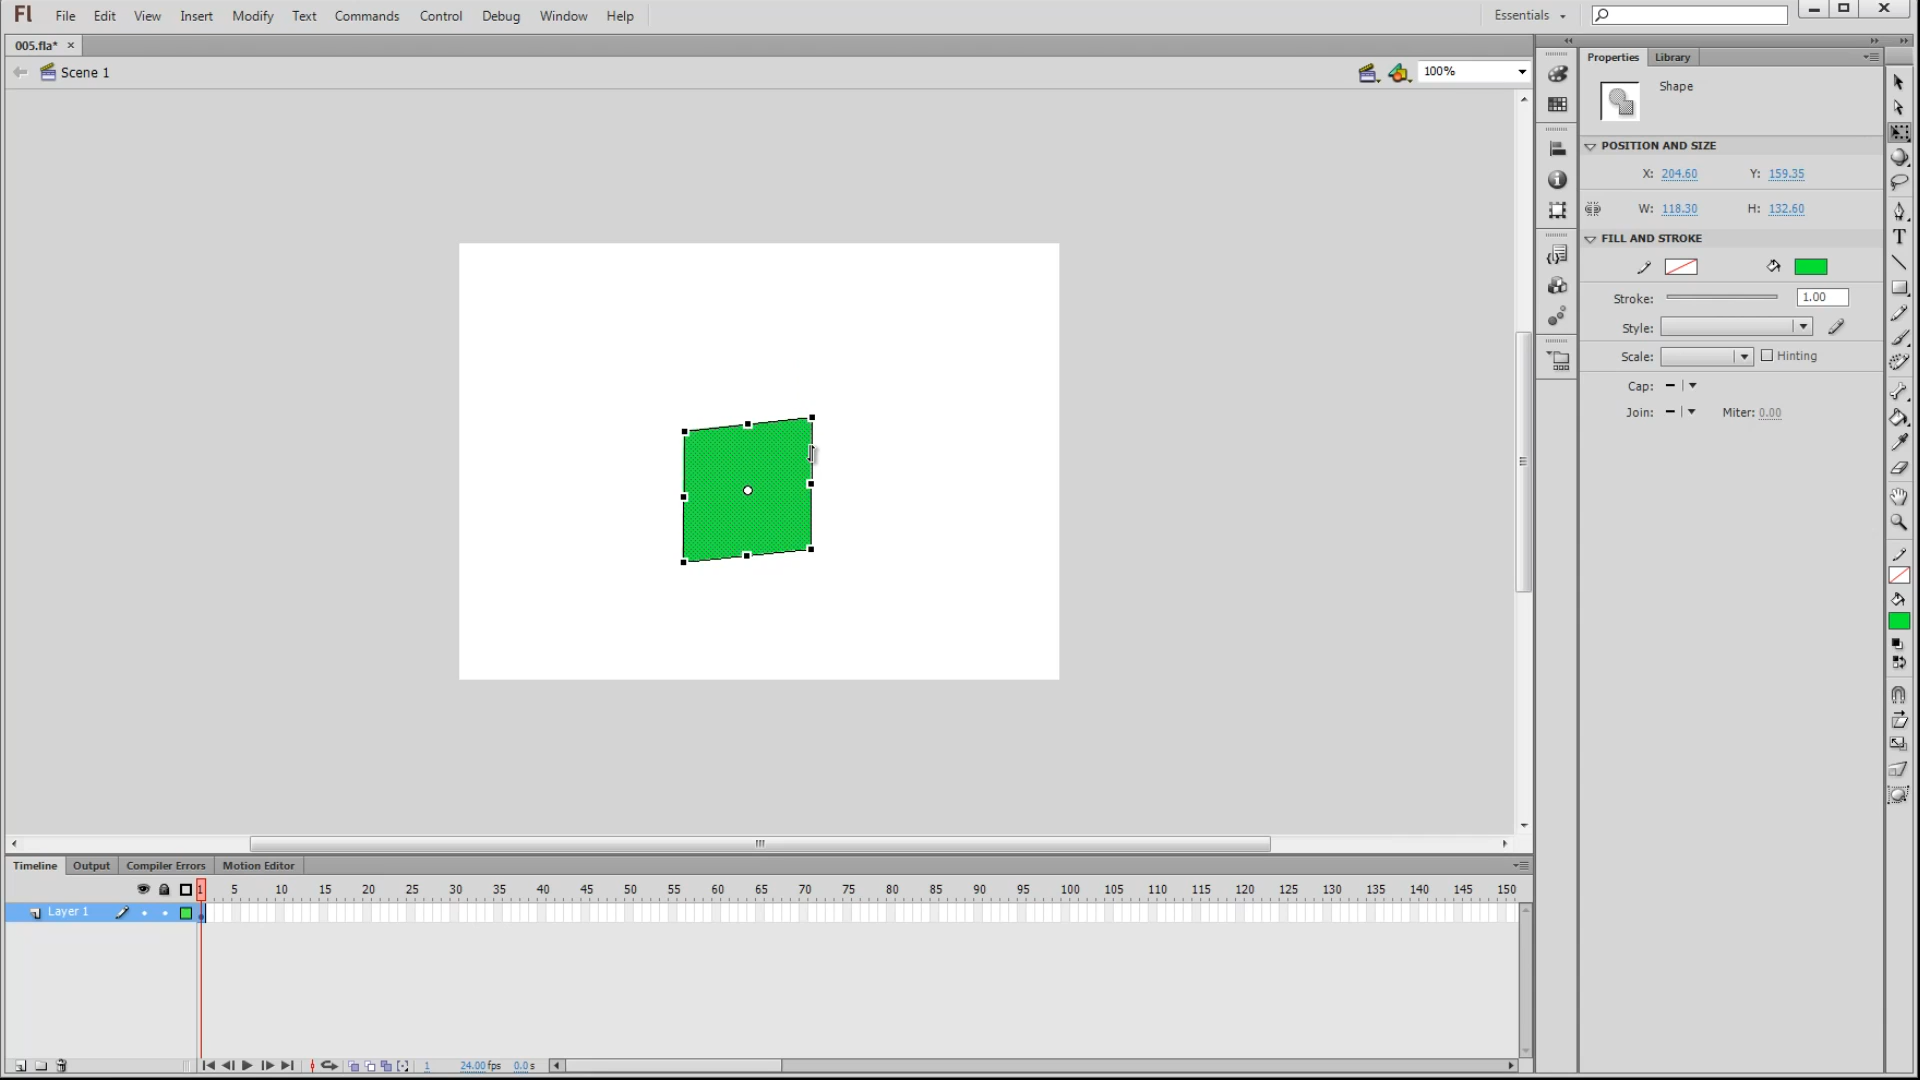 Fl File Edit View Insert Modify Text Commands Control Debug Window Help Essentials
005.fla*
Scene 1 100%
Properties Library
Shape
POSITION AND SIZE
X: 204.60 Y: 159.35
W: 118.30 H: 132.60
FILL AND STROKE
Stroke: 1.00
Style:
Scale: Hinting
Cap:
Join: Miter: 0.00
Timeline Output Compiler Errors Motion Editor
1 5 10 15 20 25 30 35 40 45 50 55 60 65 70 75 80 85 90 95 100 105 110 115 120 125 130 135 140 145 150
Layer 1
1 24.00 fps 0.0 s